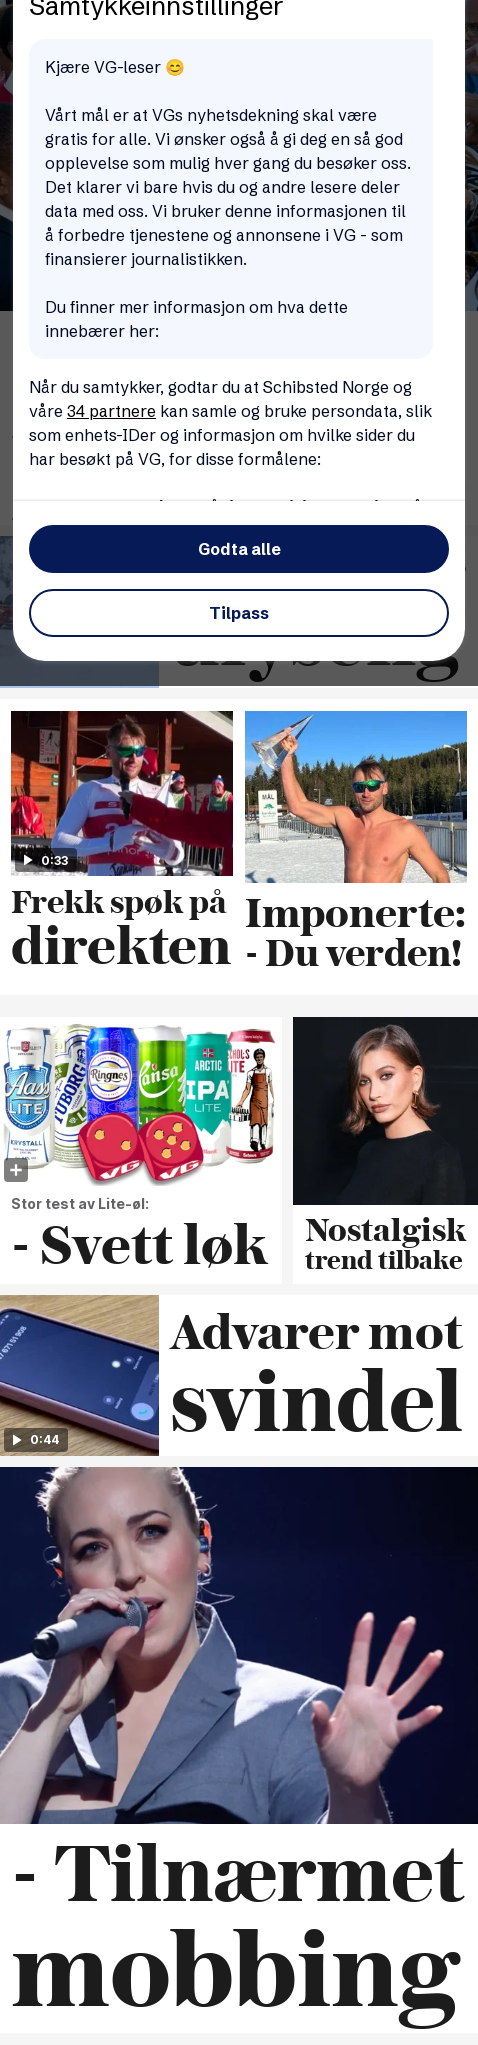 Samtykkeinnstillinger
Kjære VG-leser 😊
Vårt mål er at VGs nyhetsdekning skal være
gratis for alle. Vi ønsker også å gi deg en så god
opplevelse som mulig hver gang du besøker oss.
Det klarer vi bare hvis du og andre lesere deler
data med oss. Vi bruker denne informasjonen til
å forbedre tjenestene og annonsene i VG - som
finansierer journalistikken.
Du finner mer informasjon om hva dette
innebærer her:
Når du samtykker, godtar du at Schibsted Norge og
våre 34 partnere kan samle og bruke persondata, slik
som enhets-IDer og informasjon om hvilke sider du
har besøkt på VG, for disse formålene:
Godta alle
Tilpass
0:33
MÅL
Frekk spøk på
direkten
Imponerte:
- Du verden!
Aass
LITE
KRYSTALL
TUBORG
Ringnes
Hansa
ARCTIC
IPA
LITE
LITE
VG
VG
Stor test av Lite-øl:
- Svett løk
Nostalgisk
trend tilbake
0:44
Advarer mot
svindel
- Tilnærmet
mobbing